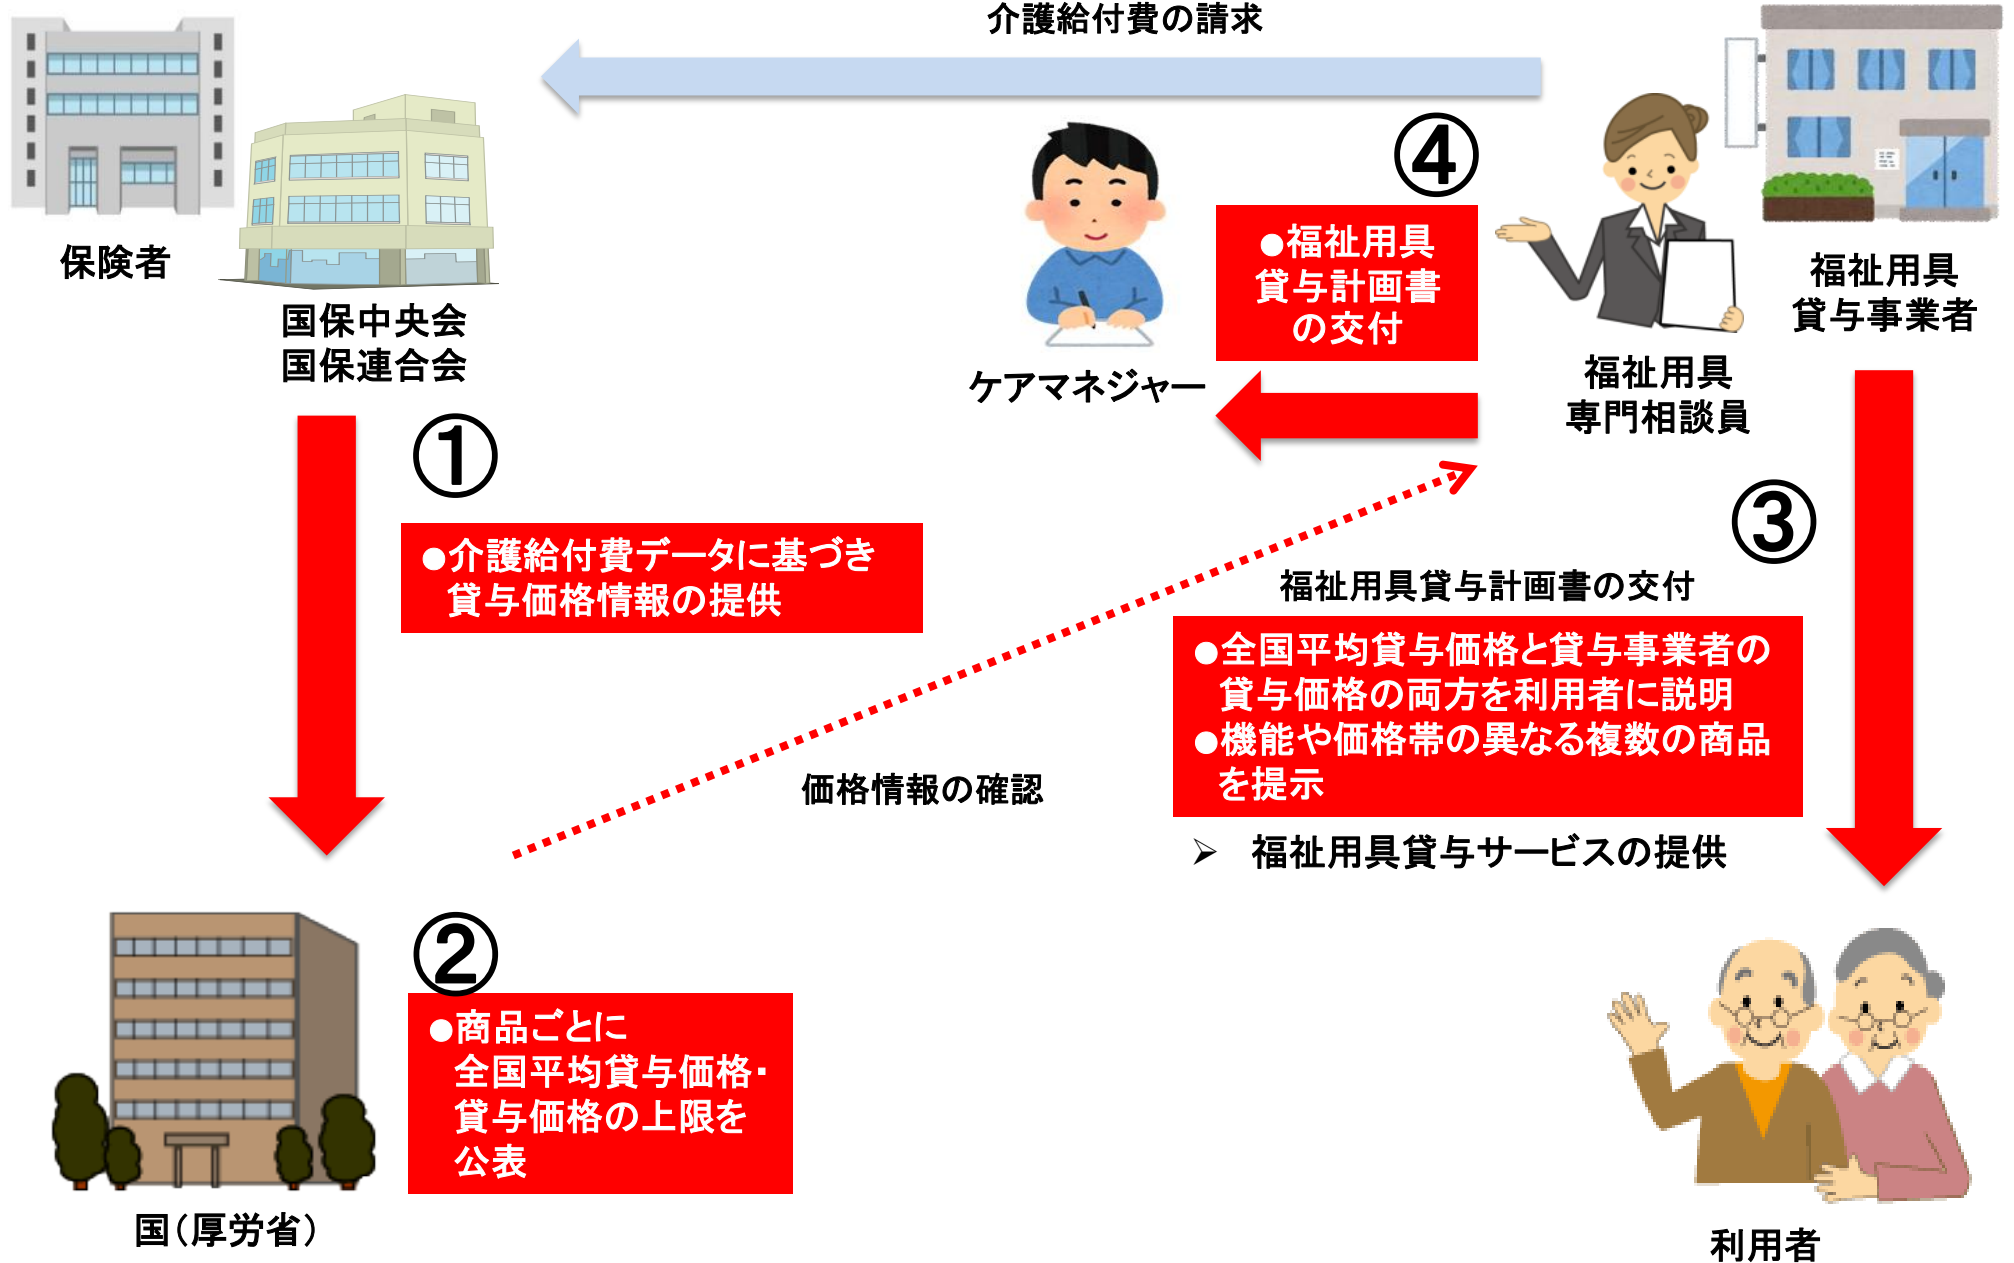 介護給付費の請求
保険者
国保中央会
国保連合会
ケアマネジャー
④
●福祉用具
貸与計画書
の交付
福祉用具
専門相談員
福祉用具
貸与事業者
①
●介護給付費データに基づき
貸与価格情報の提供
価格情報の確認
③
福祉用具貸与計画書の交付
●全国平均貸与価格と貸与事業者の
貸与価格の両方を利用者に説明
●機能や価格帯の異なる複数の商品
を提示
➢ 福祉用具貸与サービスの提供
②
●商品ごとに
全国平均貸与価格・
貸与価格の上限を
公表
国（厚労省）
利用者